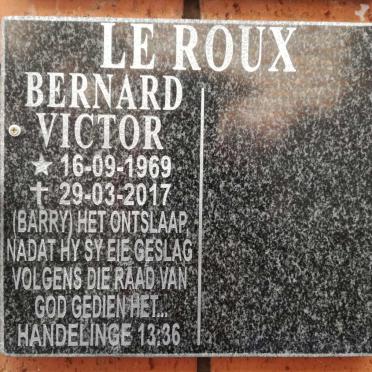 LE ROUX
BERNARD
VICTOR
★ 16-09-1969
✝ 29-03-2017
(BARRY) HET ONTSLAAP
NADAT HY SY EIE GESLAG
VOLGENS DIE RAAD VAN
GOD GEDIEN HET...
HANDELINGE 13:36